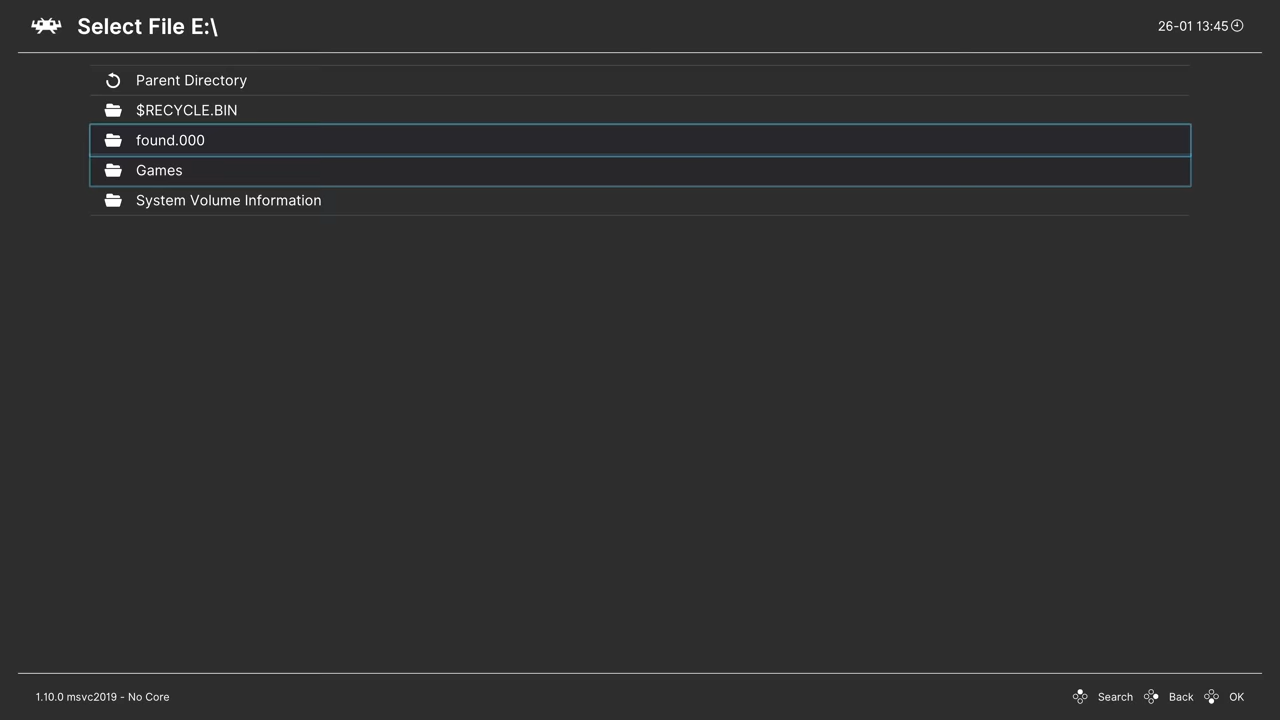 Select File E:\
26-01 13:45
Parent Directory
$RECYCLE.BIN
found.000
Games
System Volume Information
1.10.0 msvc2019 - No Core
Search Back OK